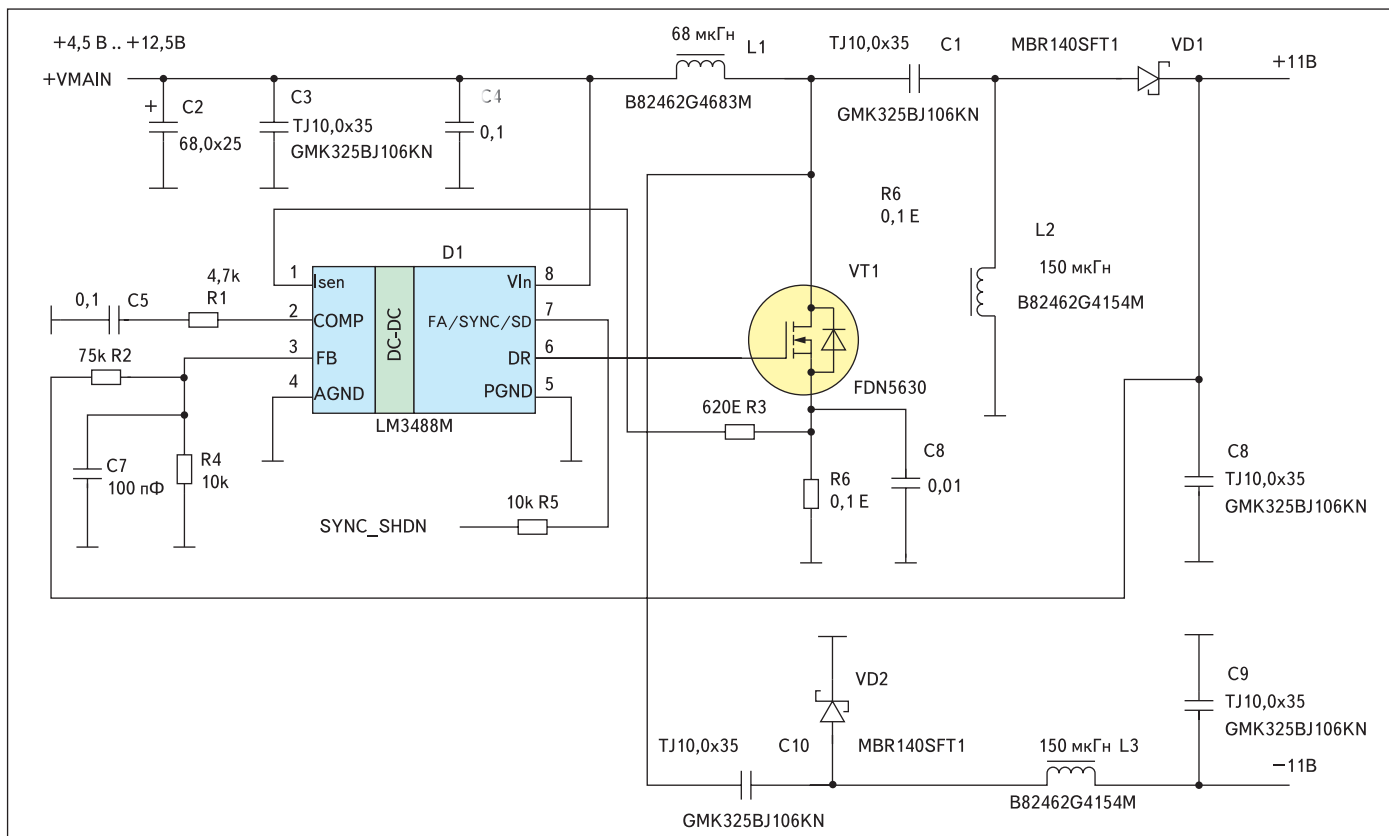 +4,5 В .. +12,5В
+VMAIN
C2
+
68,0x25
C3
TJ10,0x35
GMK325BJ106KN
C4
0,1
68 мкГн
L1
B82462G4683M
TJ10,0x35
C1
GMK325BJ106KN
MBR140SFT1
VD1
+11В
R6
0,1 E
L2
150 мкГн
B82462G4154M
D1
1
Isen
VIn
8
2
COMP
FA/SYNC/SD
7
3
FB
DR
6
4
AGND
PGND
5
DC-DC
LM3488M
0,1
C5
4,7k
R1
75k R2
C7
100 пФ
R4
10k
VT1
FDN5630
620E R3
R6
0,1 E
C8
0,01
SYNC_SHDN
10k R5
C8
TJ10,0x35
GMK325BJ106KN
VD2
MBR140SFT1
TJ10,0x35
C10
GMK325BJ106KN
150 мкГн L3
B82462G4154M
C9
TJ10,0x35
GMK325BJ106KN
−11В